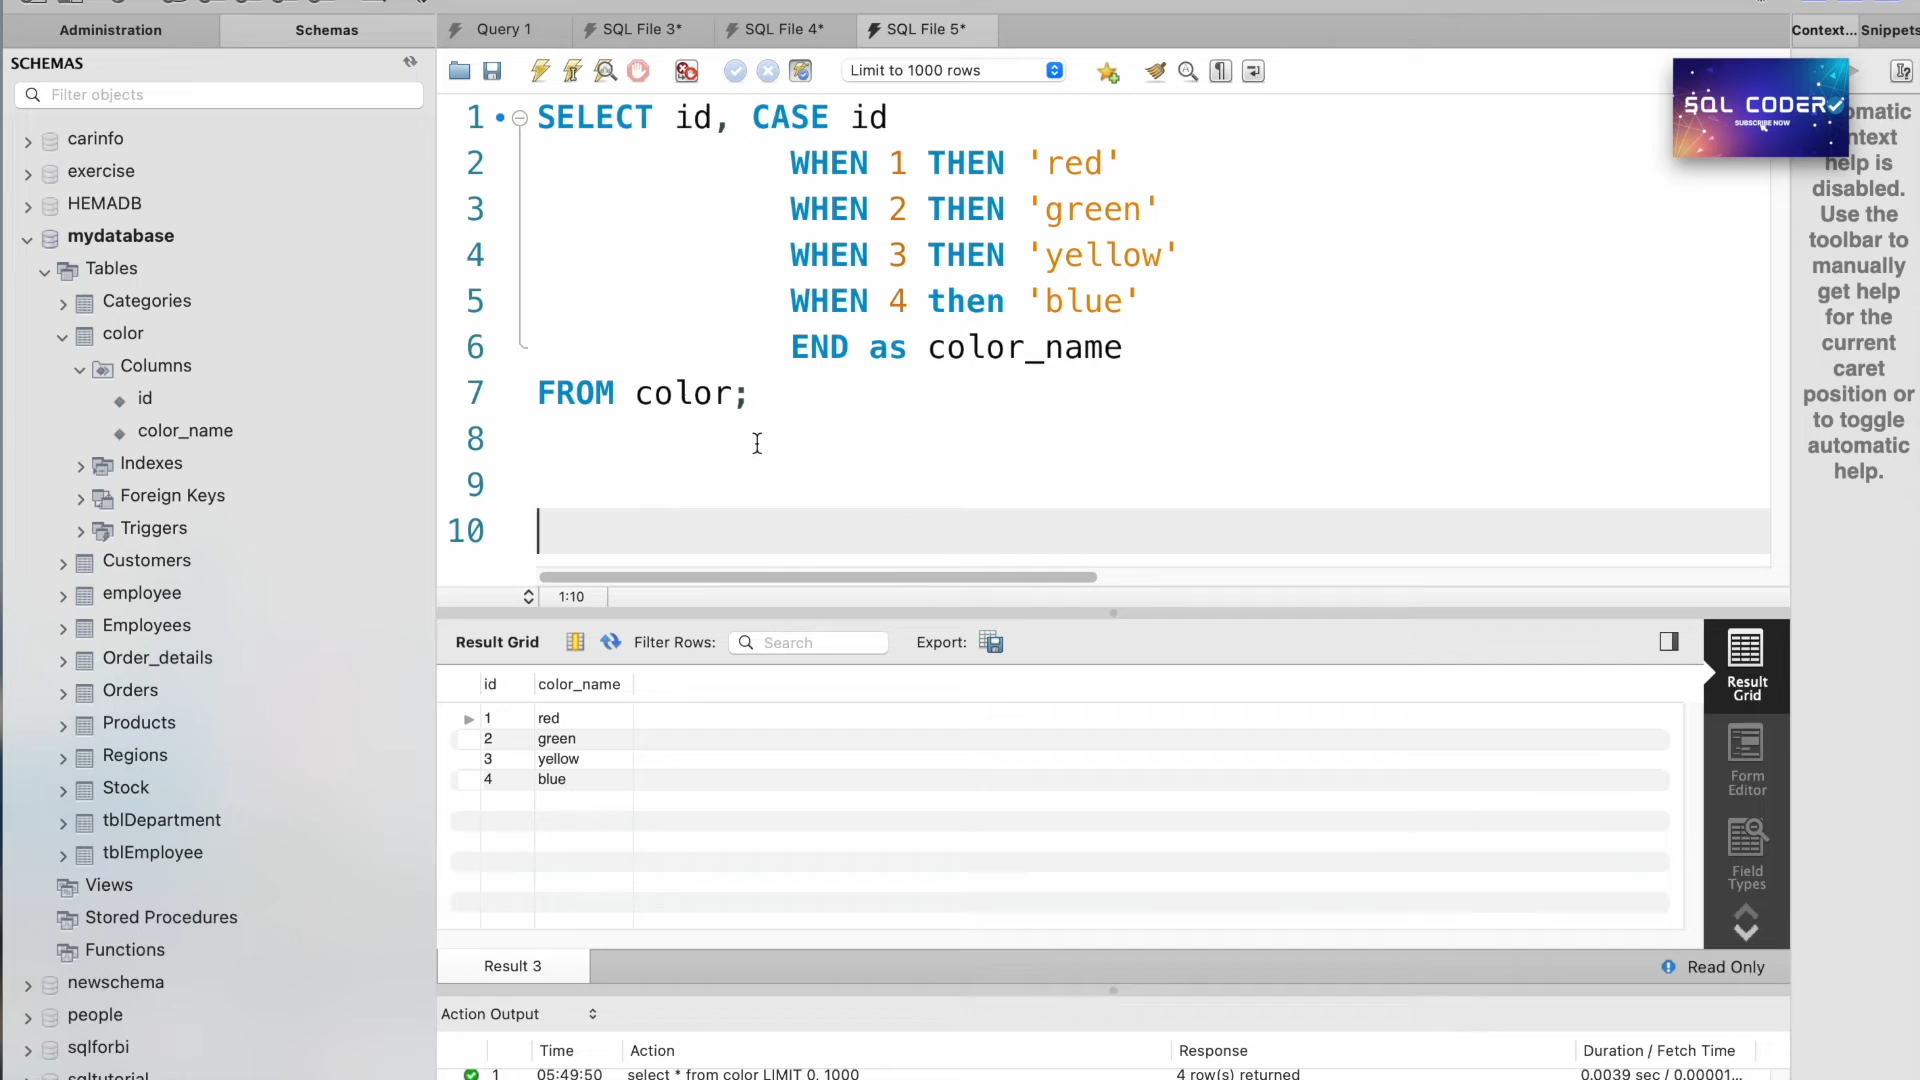 Administration
Schemas
Query 1
SQL File 3*
SQL File 4*
SQL File 5*
Context...
Snippets
SCHEMAS
Filter objects
Limit to 1000 rows
carinfo
exercise
HEMADB
mydatabase
Tables
Categories
color
Columns
id
color_name
Indexes
Foreign Keys
Triggers
Customers
employee
Employees
Order_details
Orders
Products
Regions
Stock
tblDepartment
tblEmployee
Views
Stored Procedures
Functions
newschema
people
sqlforbi
sqltutorial
1 SELECT id, CASE id
2 WHEN 1 THEN 'red'
3 WHEN 2 THEN 'green'
4 WHEN 3 THEN 'yellow'
5 WHEN 4 then 'blue'
6 END as color_name
7 FROM color;
8
9
10
1:10
SQL CODER
SUBSCRIBE NOW
help is
disabled.
Use the
toolbar to
manually
get help
for the
current
caret
position or
to toggle
automatic
help.
Result Grid
Filter Rows:
Search
Export:
id color_name
1 red
2 green
3 yellow
4 blue
Result
Grid
Form
Editor
Field
Types
Result 3
Read Only
Action Output
Time Action Response Duration / Fetch Time
1 05:49:50 select * from color LIMIT 0, 1000 4 row(s) returned 0.0039 sec / 0.00001...